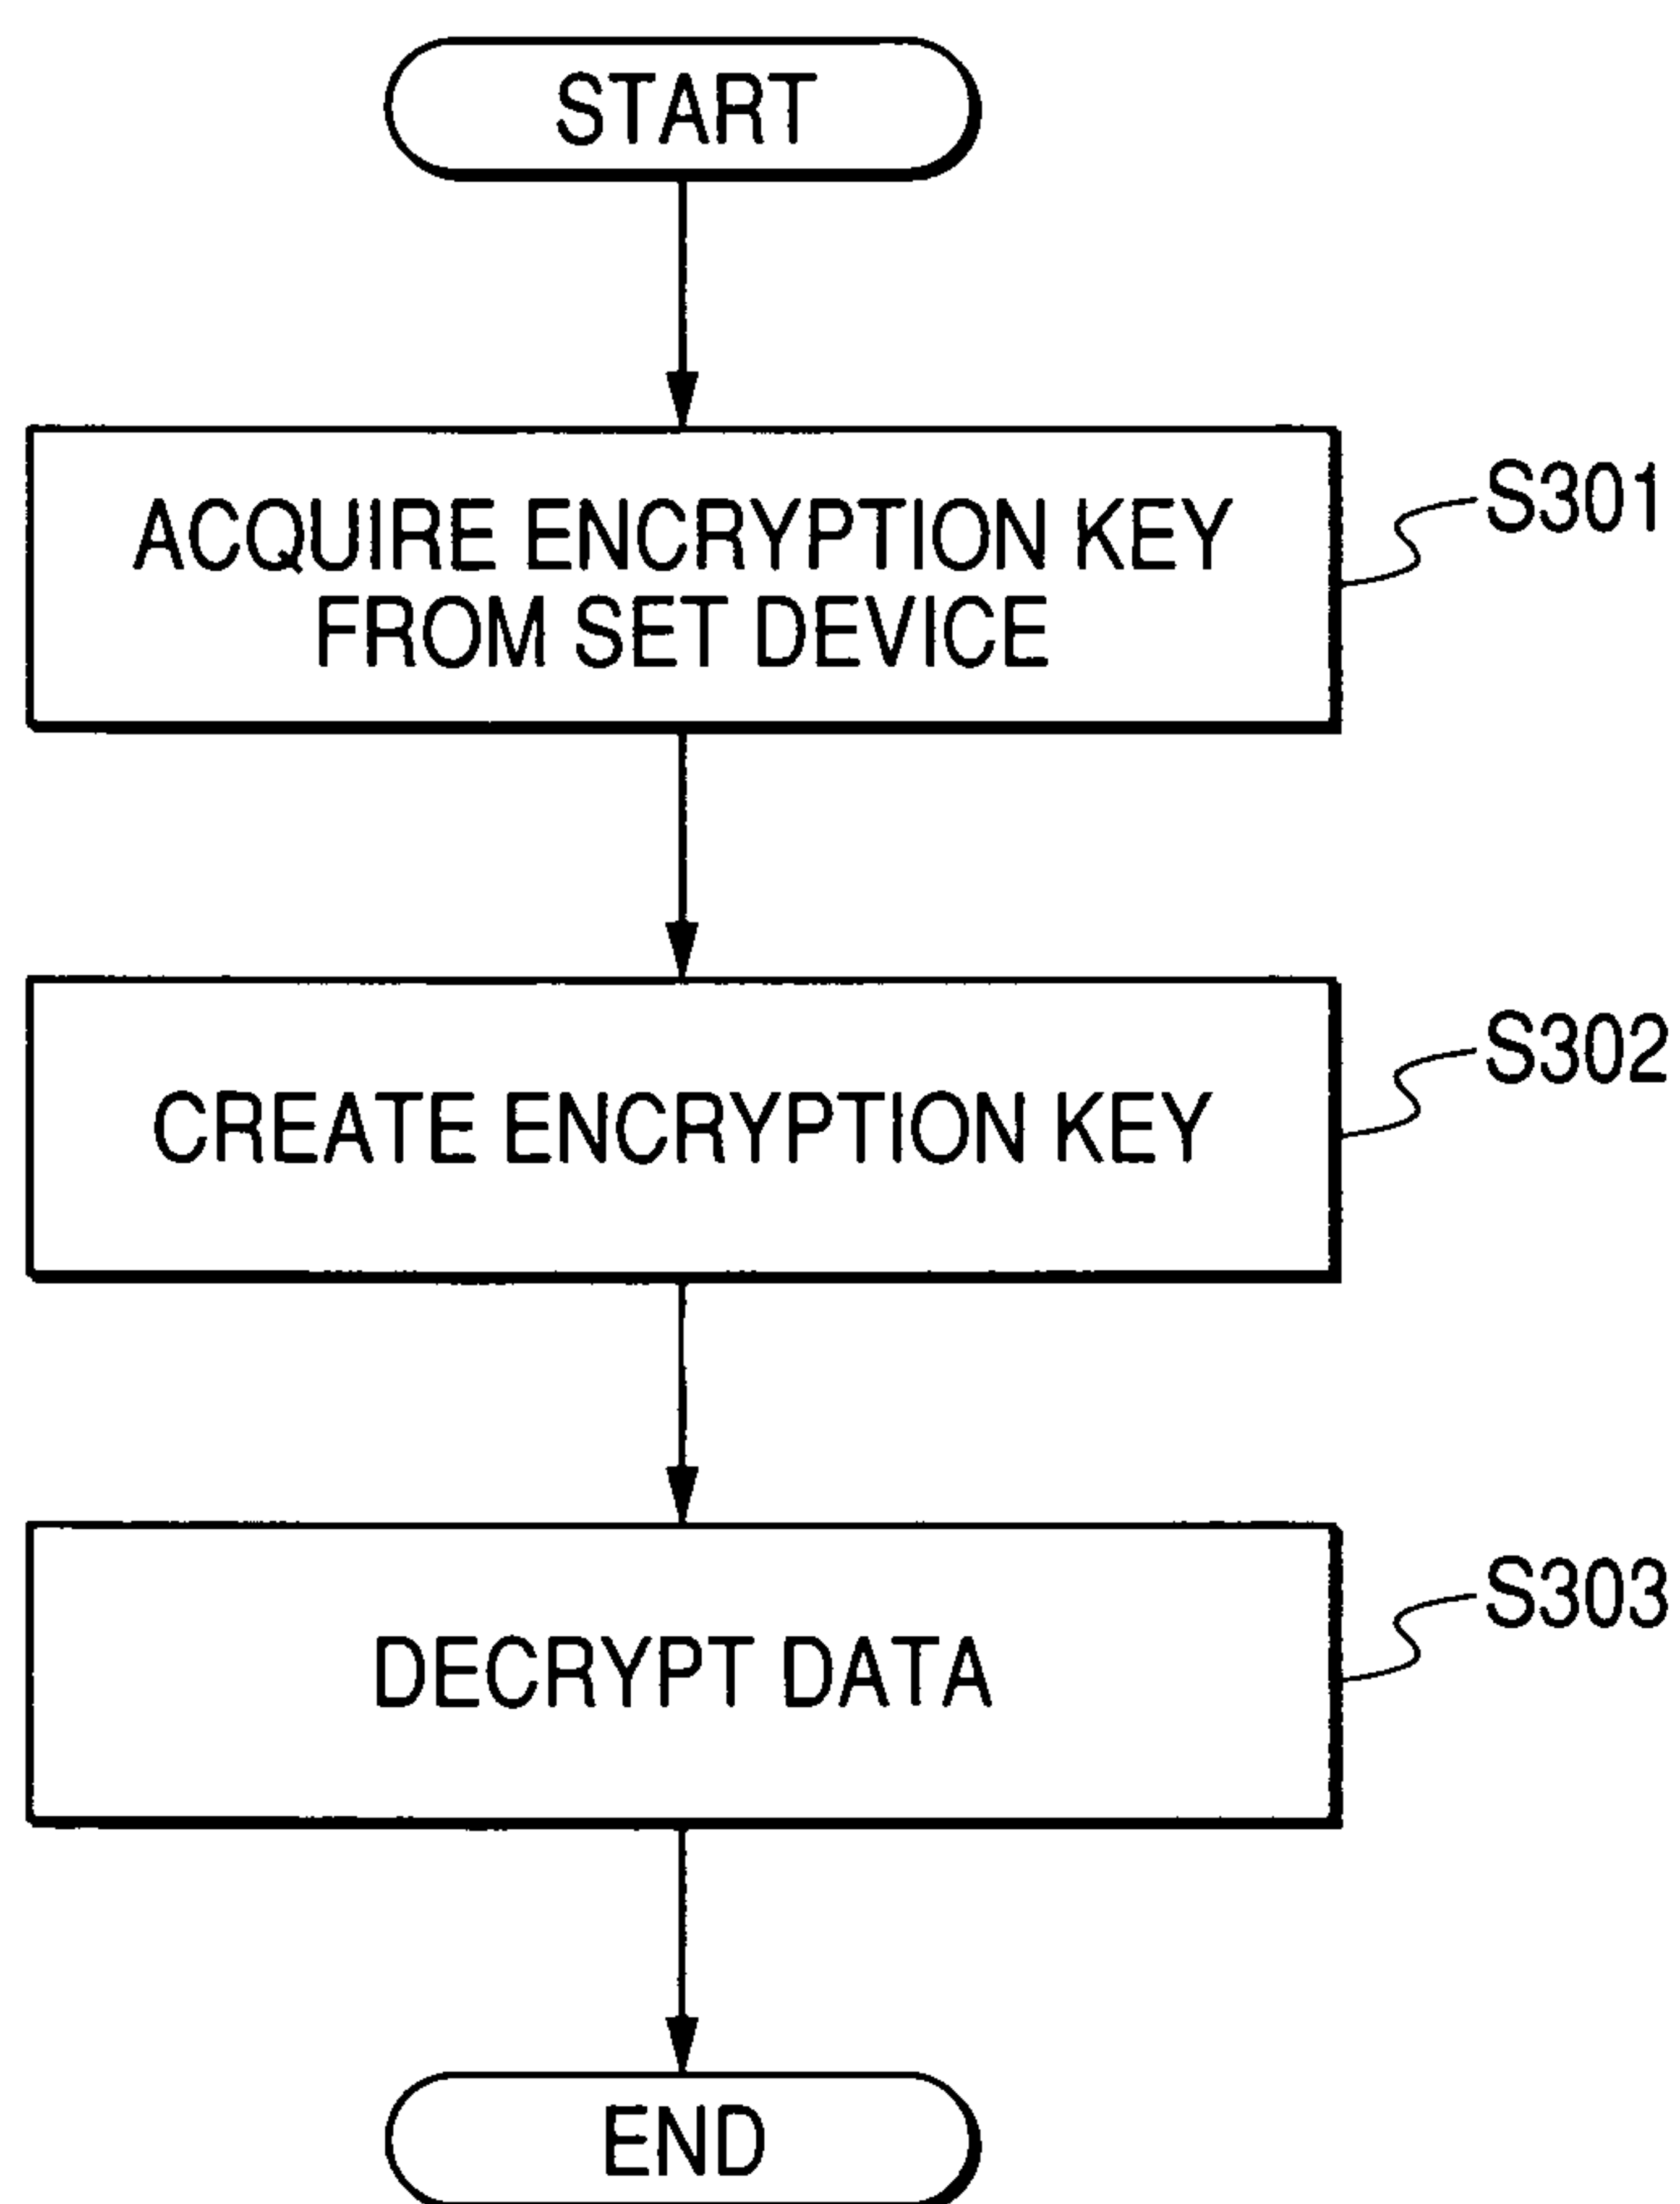 START
ACQUIRE ENCRYPTION KEY
FROM SET DEVICE
S301
CREATE ENCRYPTION KEY
S302
DECRYPT DATA
S303
END